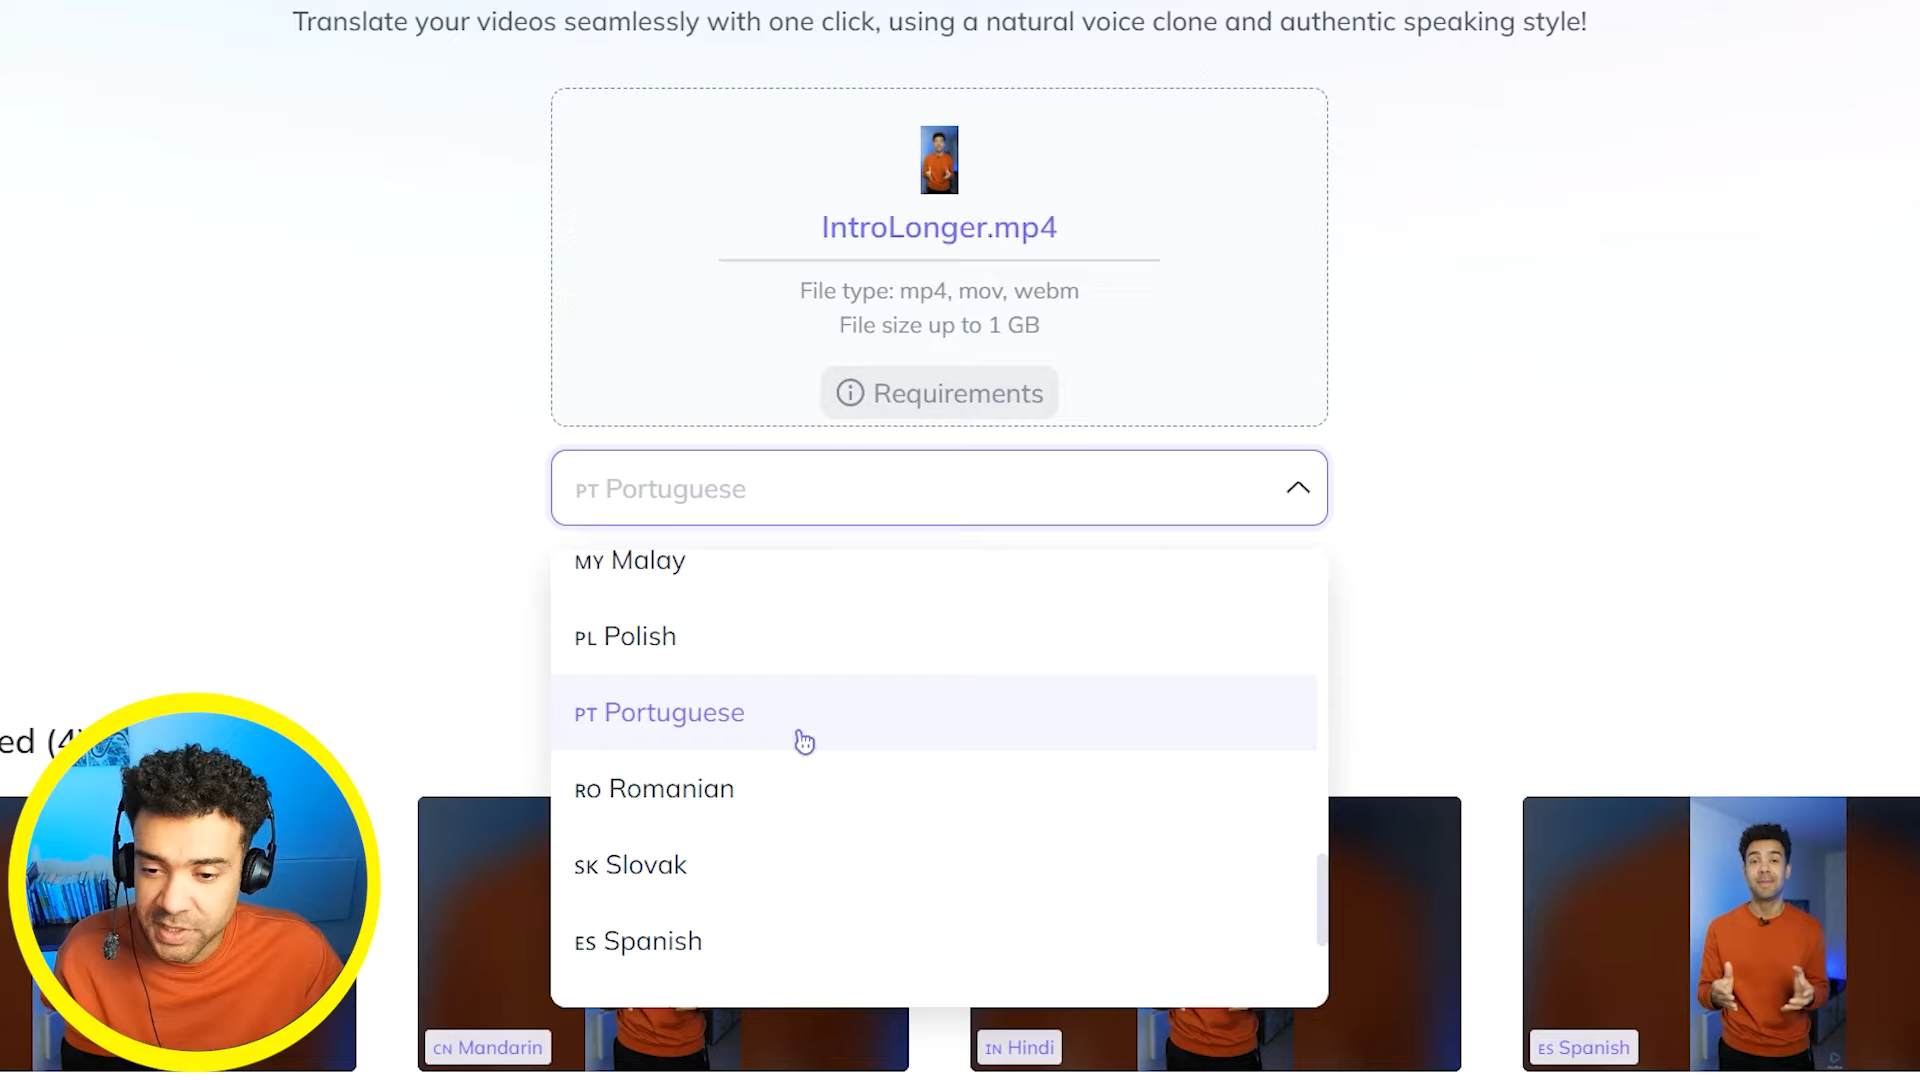 Translate your videos seamlessly with one click, using a natural voice clone and authentic speaking style!
IntroLonger.mp4
File type: mp4, mov, webm
File size up to 1 GB
Requirements
PT Portuguese
MY Malay
PL Polish
PT Portuguese
RO Romanian
SK Slovak
ES Spanish
ed (4)
CN Mandarin
IN Hindi
ES Spanish